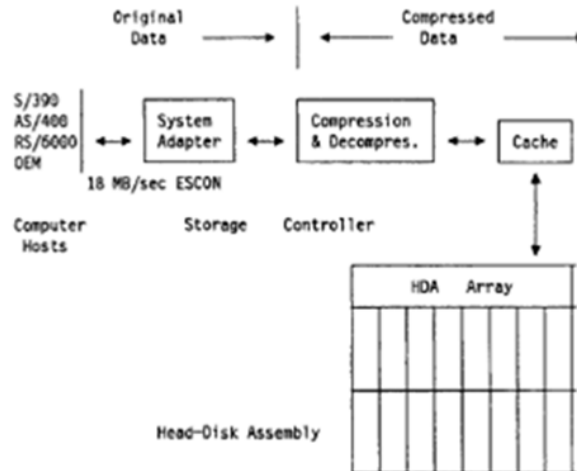 Original Data
Compressed Data
S/390
AS/400
RS/6000
OEM
System Adapter
Compression & Decompres.
Cache
18 MB/sec ESCON
Computer Hosts
Storage Controller
HDA Array
Head-Disk Assembly